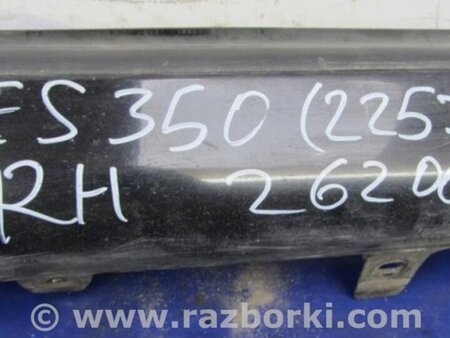 ES 350 (225
RH 2620
© www.razborki.com